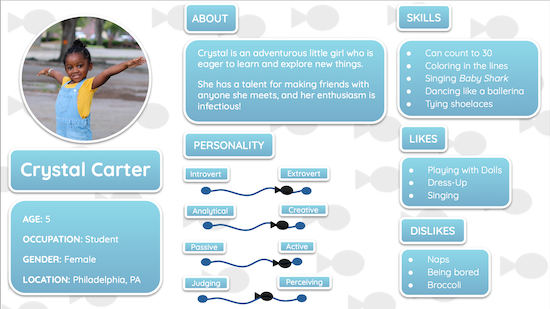 Crystal Carter
AGE: 5
OCCUPATION: Student
GENDER: Female
LOCATION: Philadelphia, PA
ABOUT
Crystal is an adventurous little girl who is
eager to learn and explore new things.
She has a talent for making friends with
anyone she meets, and her enthusiasm is
infectious!
PERSONALITY
Introvert Extrovert
Analytical Creative
Passive Active
Judging Perceiving
SKILLS
● Can count to 30
● Coloring in the lines
● Singing Baby Shark
● Dancing like a ballerina
● Tying shoelaces
LIKES
● Playing with Dolls
● Dress-Up
● Singing
DISLIKES
● Naps
● Being bored
● Broccoli